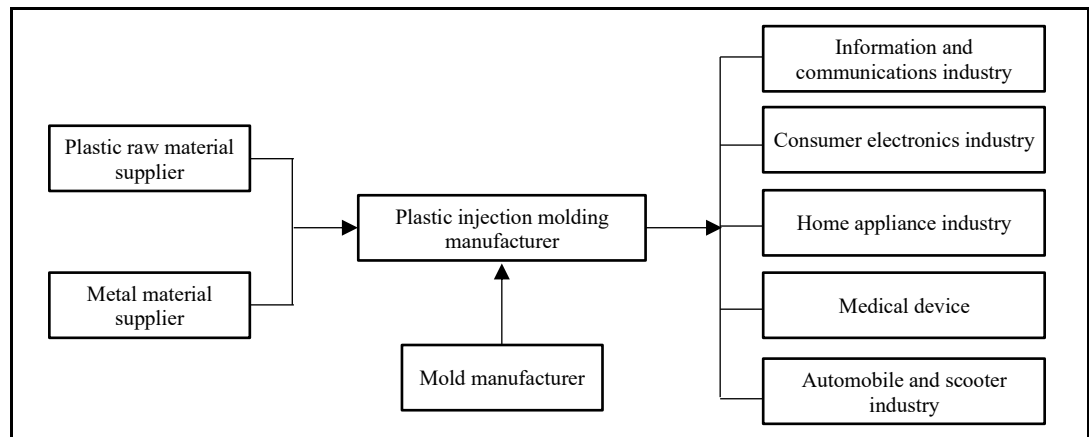 Information and
communications industry
Plastic raw material
supplier
Consumer electronics industry
Plastic injection molding
manufacturer
Home appliance industry
Metal material
supplier
Medical device
Mold manufacturer
Automobile and scooter
industry